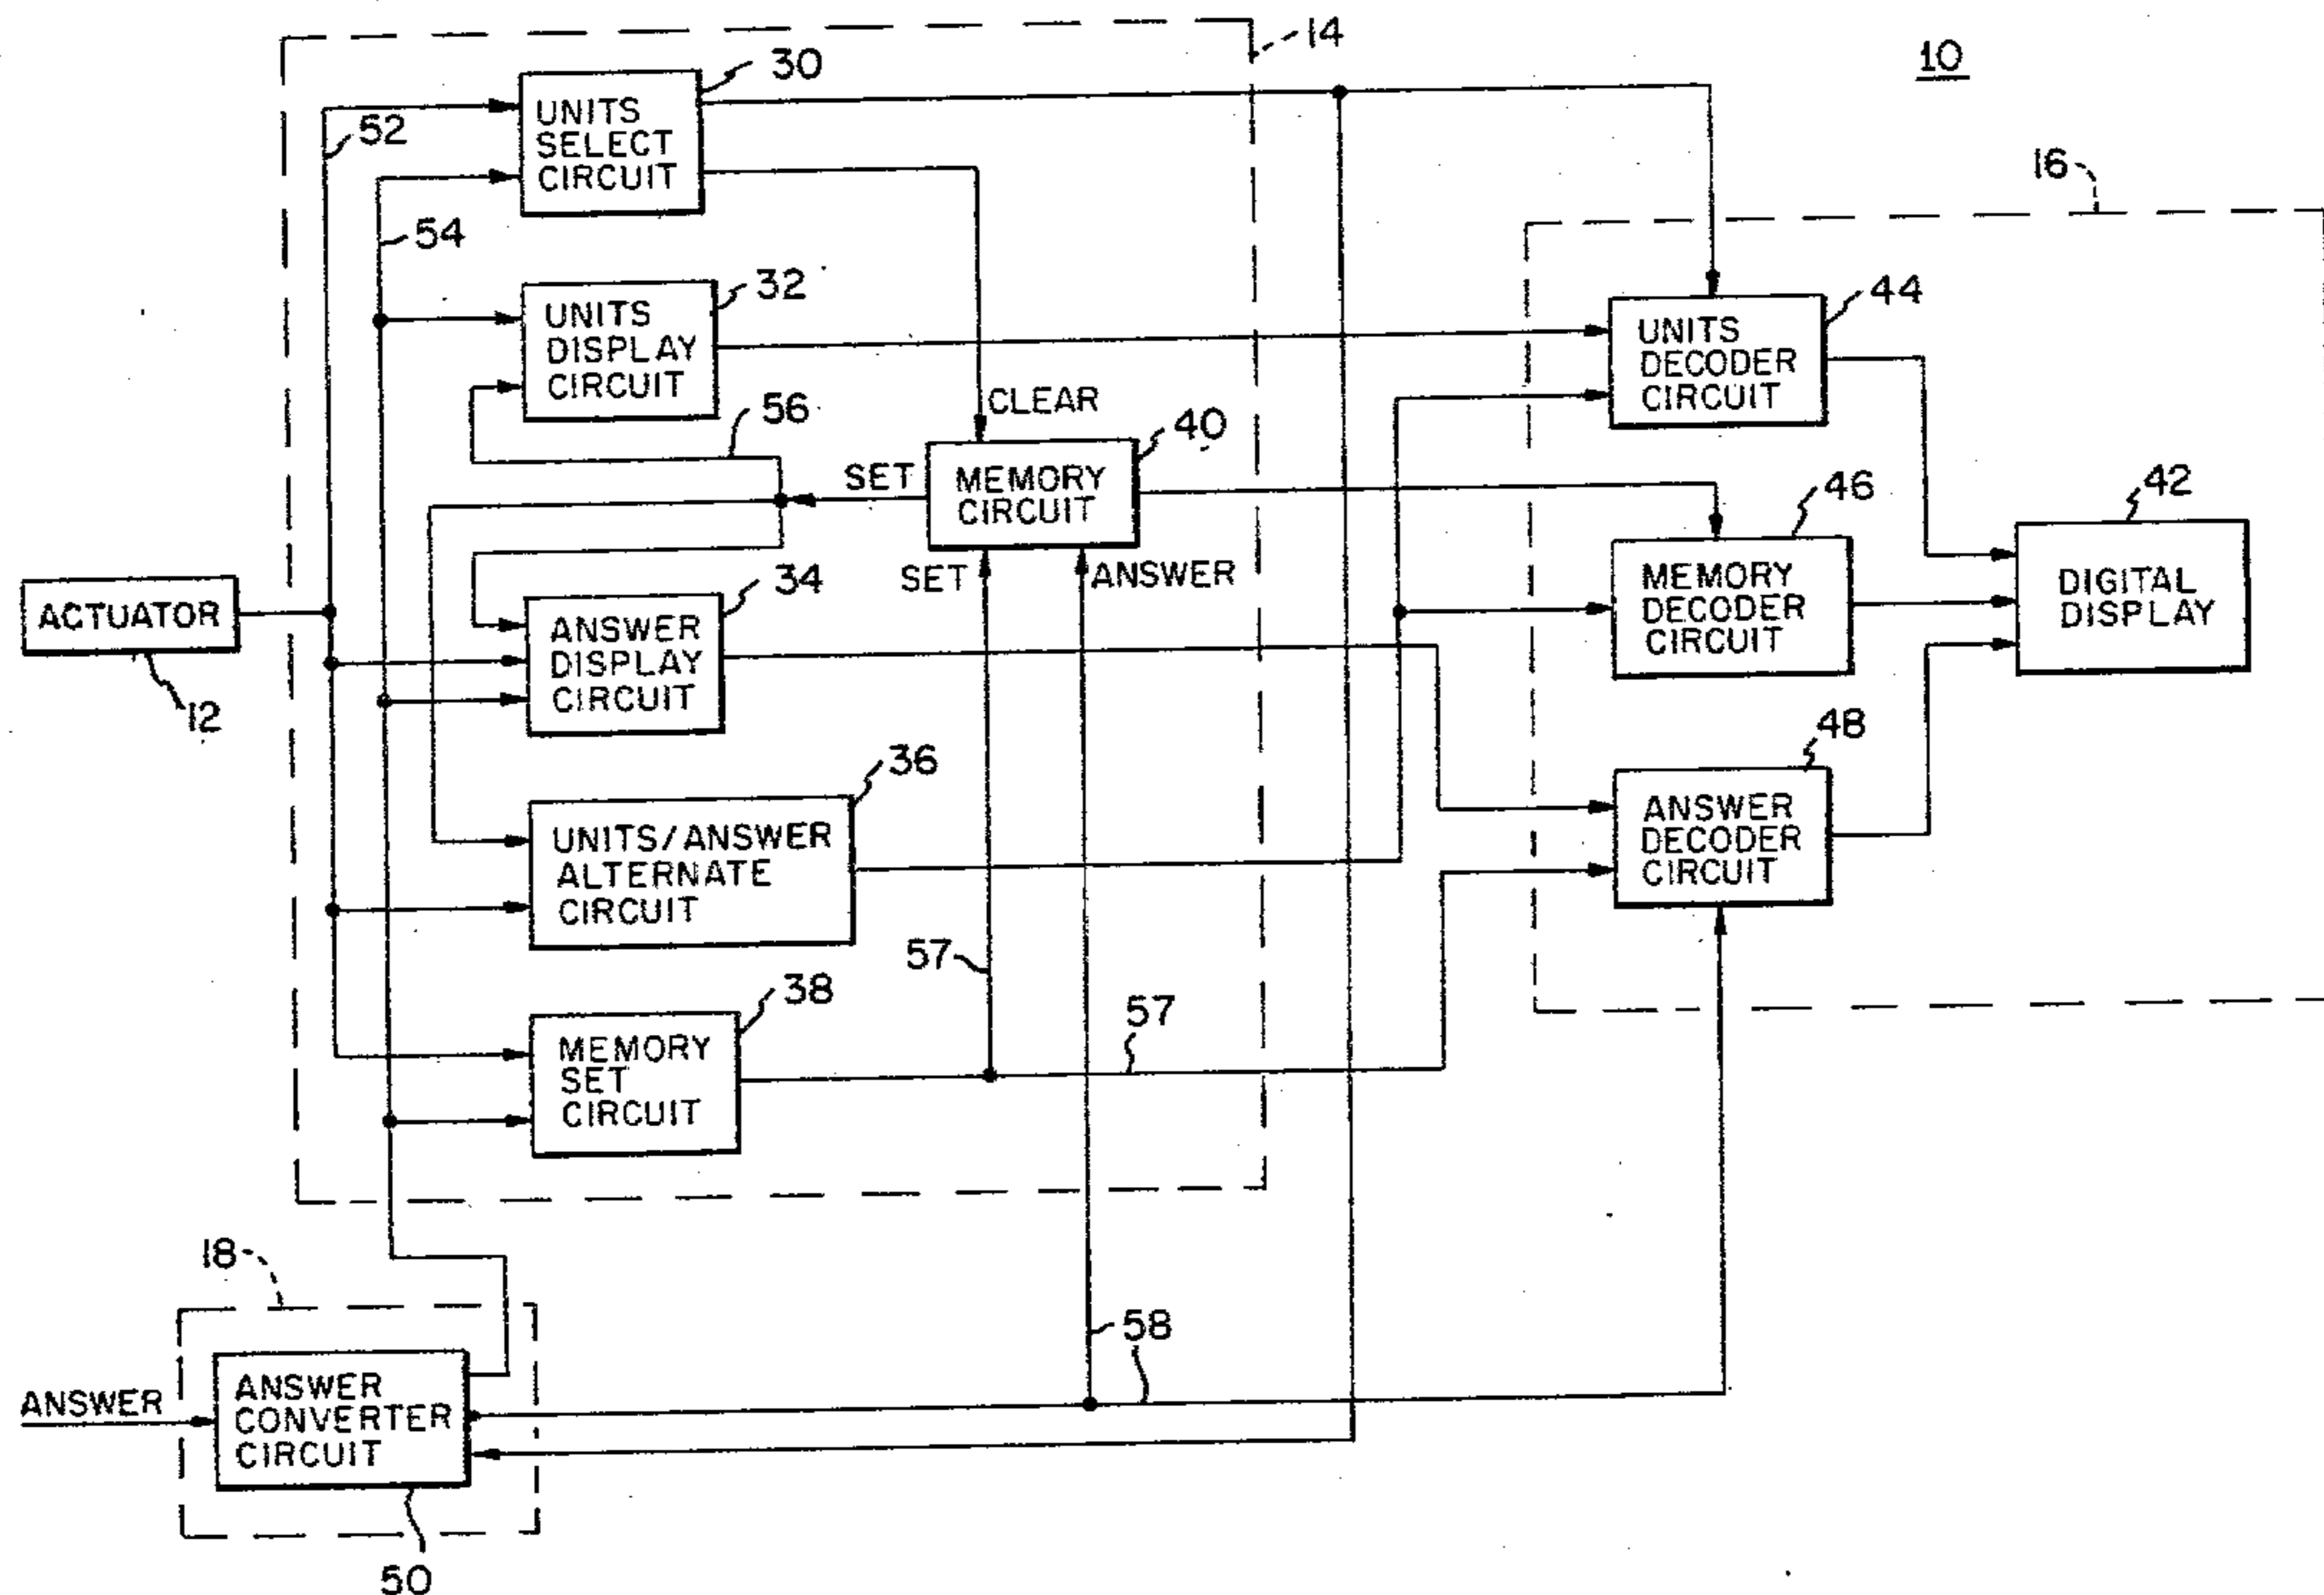 14
10
30
UNITS
SELECT
CIRCUIT
52
16
54
32
UNITS
DISPLAY
CIRCUIT
44
UNITS
DECODER
CIRCUIT
56
CLEAR
40
SET
MEMORY
CIRCUIT
46
42
SET
ANSWER
34
ACTUATOR
12
ANSWER
DISPLAY
CIRCUIT
MEMORY
DECODER
CIRCUIT
DIGITAL
DISPLAY
48
36
UNITS/ANSWER
ALTERNATE
CIRCUIT
ANSWER
DECODER
CIRCUIT
57
38
57
MEMORY
SET
CIRCUIT
18
58
ANSWER
ANSWER
CONVERTER
CIRCUIT
50